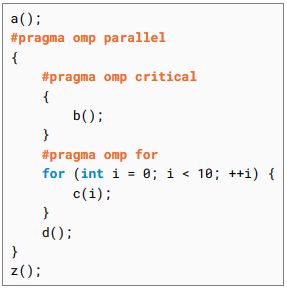 a();
#pragma omp parallel
{
    #pragma omp critical
    {
        b();
    }
    #pragma omp for
    for (int i = 0; i < 10; ++i) {
        c(i);
    }
    d();
}
z();